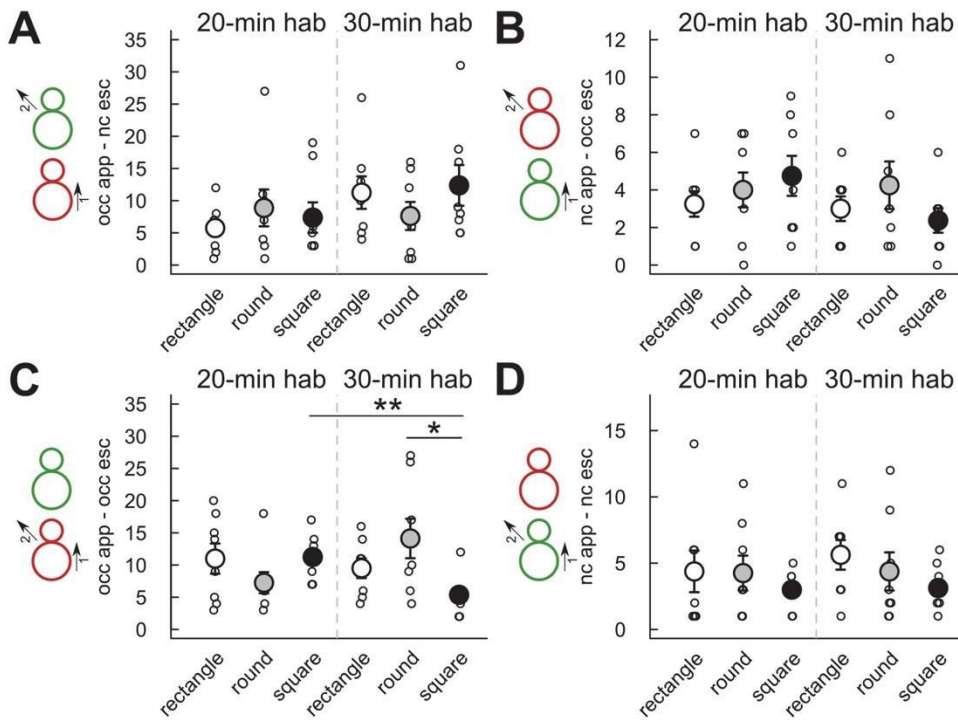 A
20-min hab 30-min hab
occ app - nc esc
35
30
25
20
15
10
5
0
2
1
rectangle round square rectangle round square
B
20-min hab 30-min hab
nc app - occ esc
12
10
8
6
4
2
0
2
1
rectangle round square rectangle round square
C
20-min hab 30-min hab
occ app - occ esc
35
30
25
20
15
10
5
0
**
*
2
1
rectangle round square rectangle round square
D
20-min hab 30-min hab
nc app - nc esc
15
10
5
0
2
1
rectangle round square rectangle round square